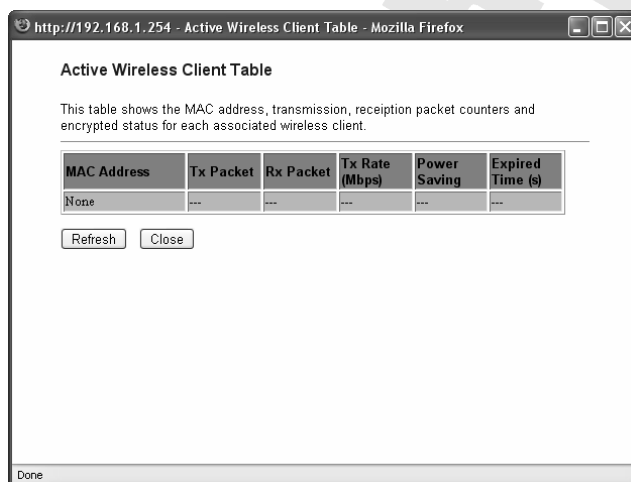 http://192.168.1.254 - Active Wireless Client Table - Mozilla Firefox
Active Wireless Client Table
This table shows the MAC address, transmission, receiption packet counters and
encrypted status for each associated wireless client.
MAC Address Tx Packet Rx Packet Tx Rate (Mbps) Power Saving Expired Time (s)
None --- --- --- --- ---
Refresh Close
Done